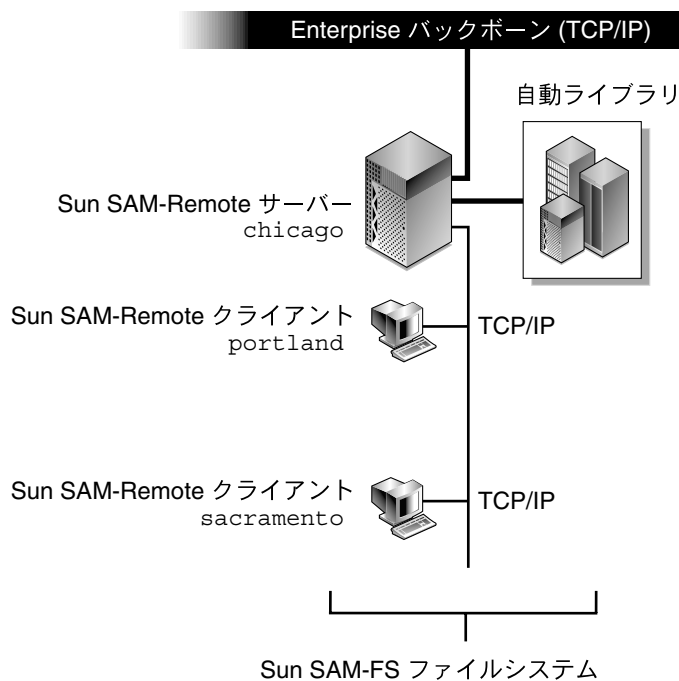 Enterprise バックボーン (TCP/IP)
自動ライブラリ
Sun SAM-Remote サーバー
chicago
Sun SAM-Remote クライアント
portland
TCP/IP
Sun SAM-Remote クライアント
sacramento
TCP/IP
Sun SAM-FS ファイルシステム